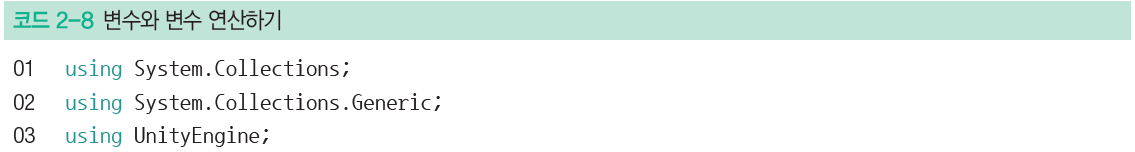 코드 2-8 변수와 변수 연산하기
01 using System.Collections;
02 using System.Collections.Generic;
03 using UnityEngine;